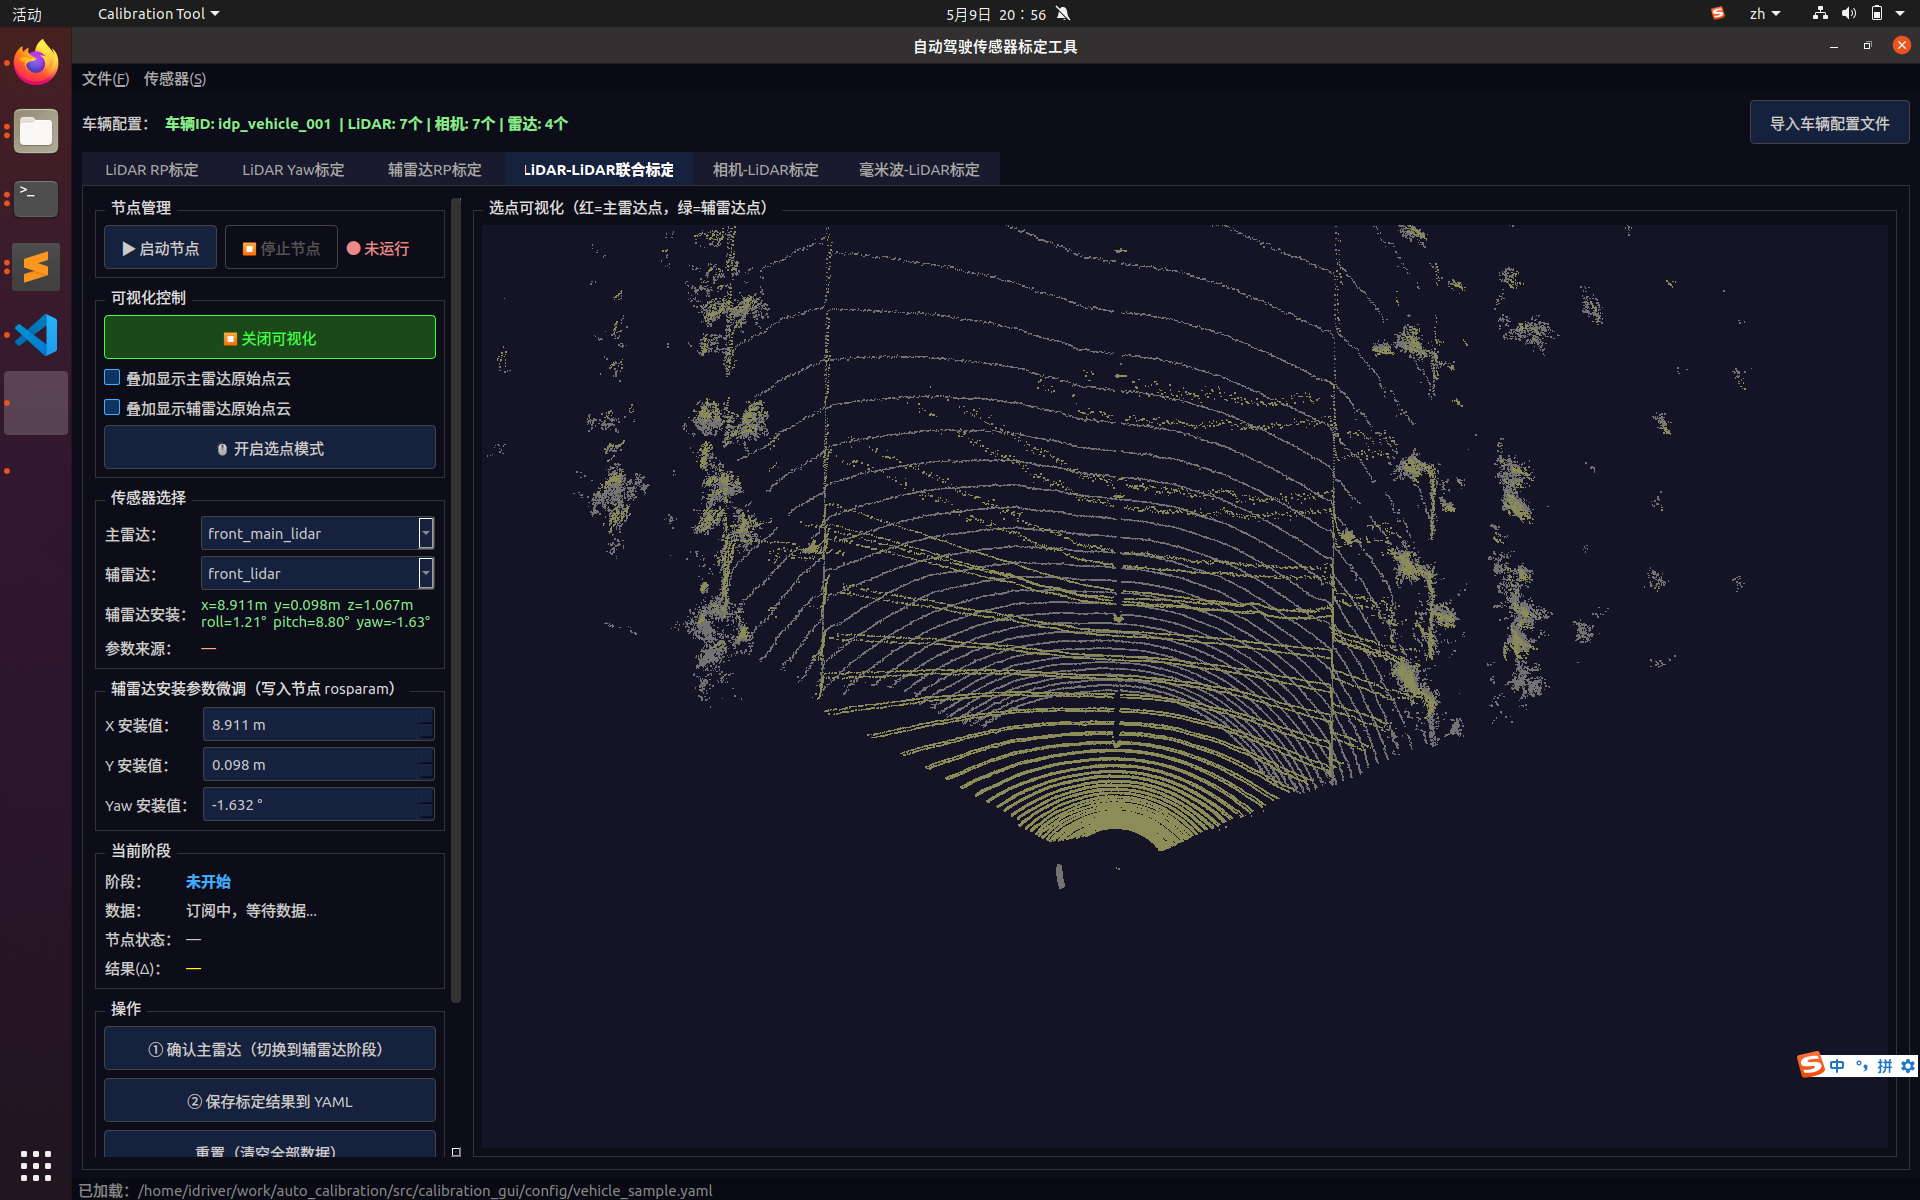 活动
Calibration Tool
5月9日 20：56
zh
自动驾驶传感器标定工具
文件(F) 传感器(S)
车辆配置： 车辆ID: idp_vehicle_001 | LiDAR: 7个 | 相机: 7个 | 雷达: 4个
导入车辆配置文件
LiDAR RP标定 LiDAR Yaw标定 辅雷达RP标定 LiDAR-LiDAR联合标定 相机-LiDAR标定 毫米波-LiDAR标定
节点管理
启动节点 停止节点 未运行
可视化控制
关闭可视化
叠加显示主雷达原始点云
叠加显示辅雷达原始点云
开启选点模式
传感器选择
主雷达： front_main_lidar
辅雷达： front_lidar
辅雷达安装： x=8.911m y=0.098m z=1.067m
roll=1.21° pitch=8.80° yaw=-1.63°
参数来源： —
辅雷达安装参数微调（写入节点 rosparam）
X 安装值： 8.911 m
Y 安装值： 0.098 m
Yaw 安装值： -1.632 °
当前阶段
阶段： 未开始
数据： 订阅中，等待数据...
节点状态： —
结果(Δ)： —
操作
① 确认主雷达（切换到辅雷达阶段）
② 保存标定结果到 YAML
重置（清空全部数据）
选点可视化（红=主雷达点，绿=辅雷达点）
中 °, 拼
已加载：/home/idriver/work/auto_calibration/src/calibration_gui/config/vehicle_sample.yaml